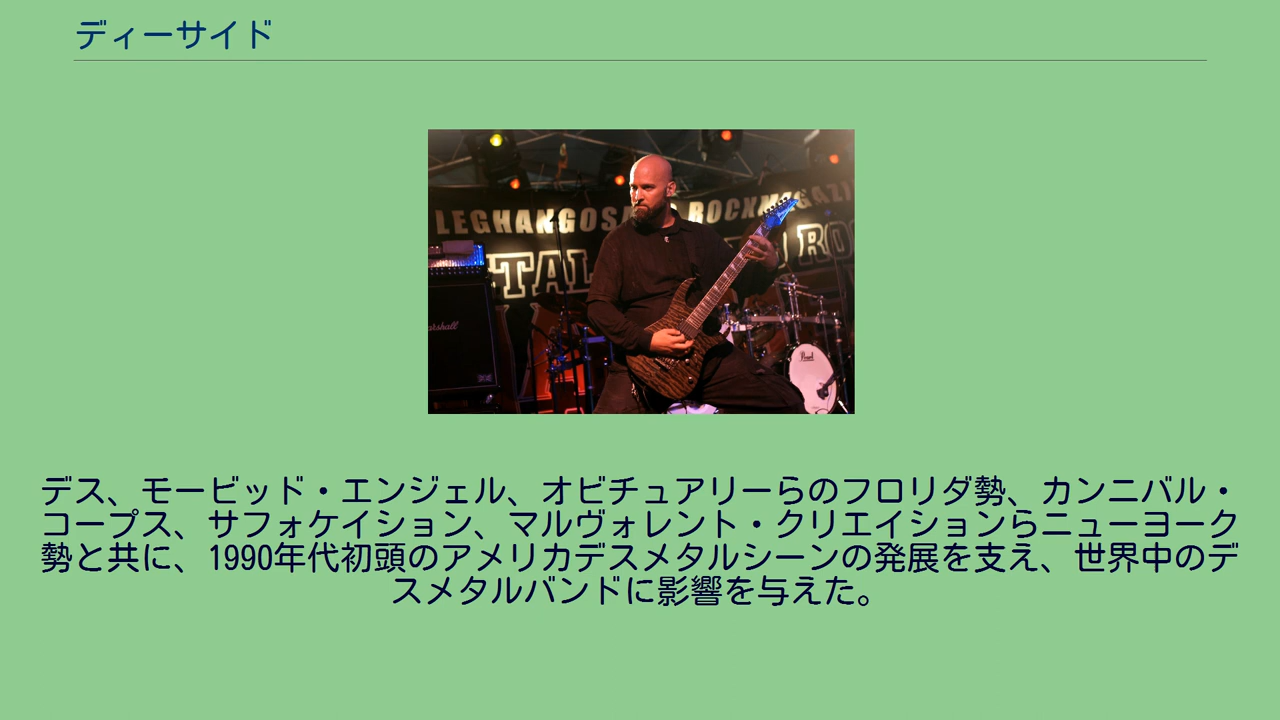 ディーサイド
LEGHANGOS
ROCKMAGAZI
TAL
ROC
Marshall
Pearl
デス、モービッド・エンジェル、オビチュアリーらのフロリダ勢、カンニバル・
コープス、サフォケイション、マルヴォレント・クリエイションらニューヨーク
勢と共に、1990年代初頭のアメリカデスメタルシーンの発展を支え、世界中のデ
スメタルバンドに影響を与えた。